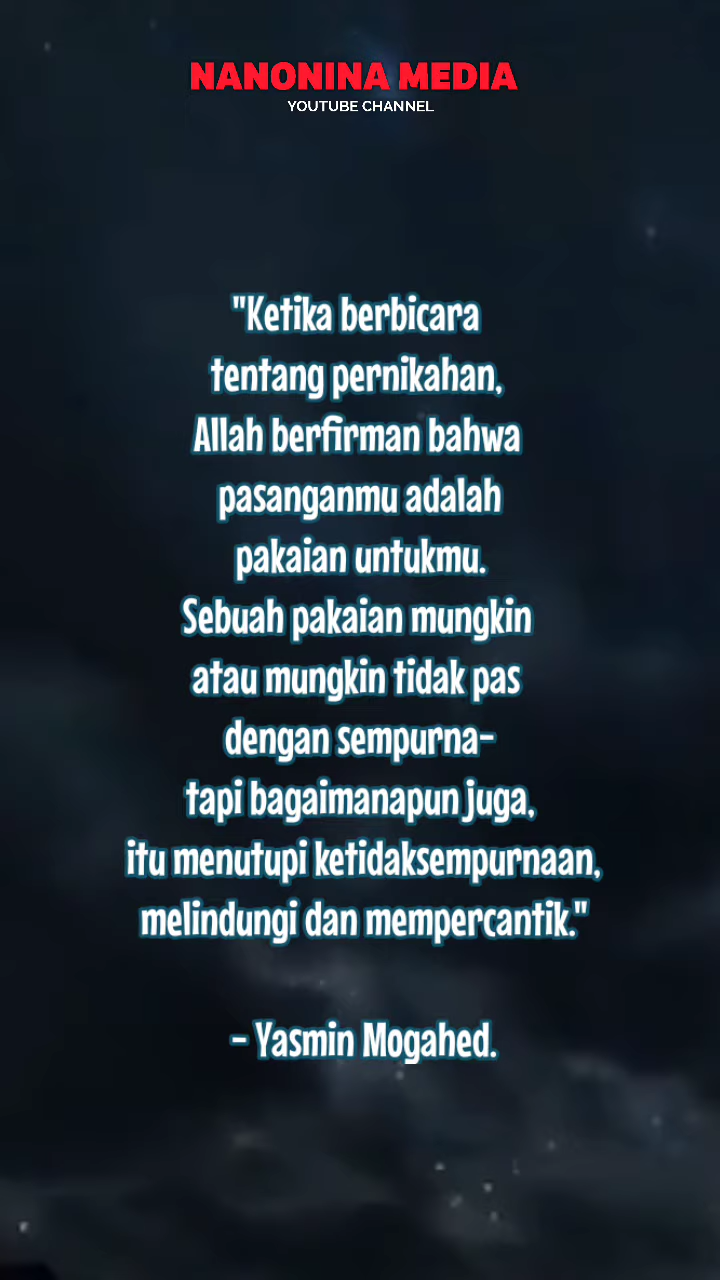 NANONINA MEDIA
YOUTUBE CHANNEL
"Ketika berbicara
tentang pernikahan,
Allah berfirman bahwa
pasanganmu adalah
pakaian untukmu.
Sebuah pakaian mungkin
atau mungkin tidak pas
dengan sempurna-
tapi bagaimanapun juga,
itu menutupi ketidaksempurnaan,
melindungi dan mempercantik."
- Yasmin Mogahed.